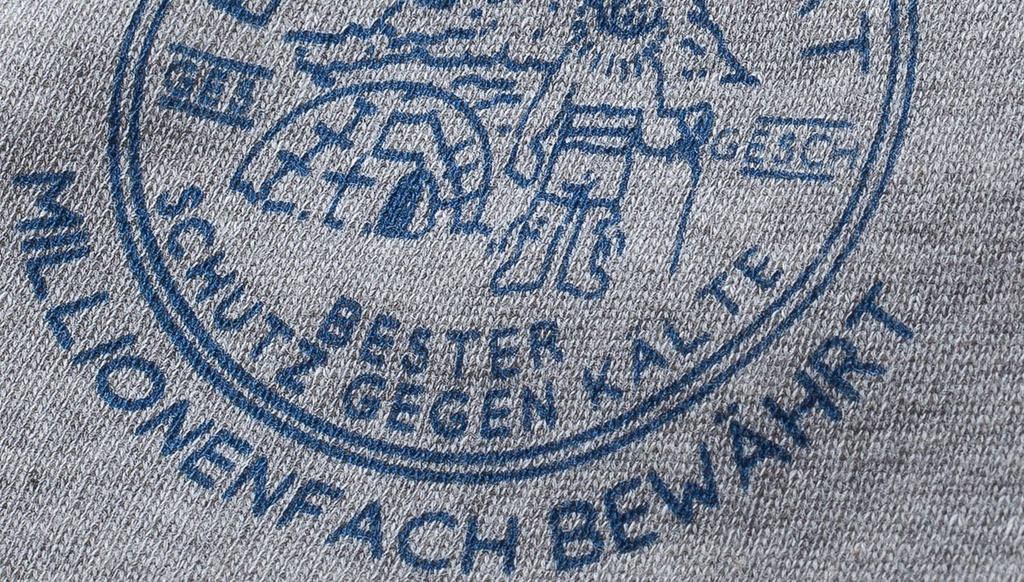 GES
GESCH
BESTER
SCHUTZ GEGEN KÄLTE
MILLIONENFACH BEWÄHRT